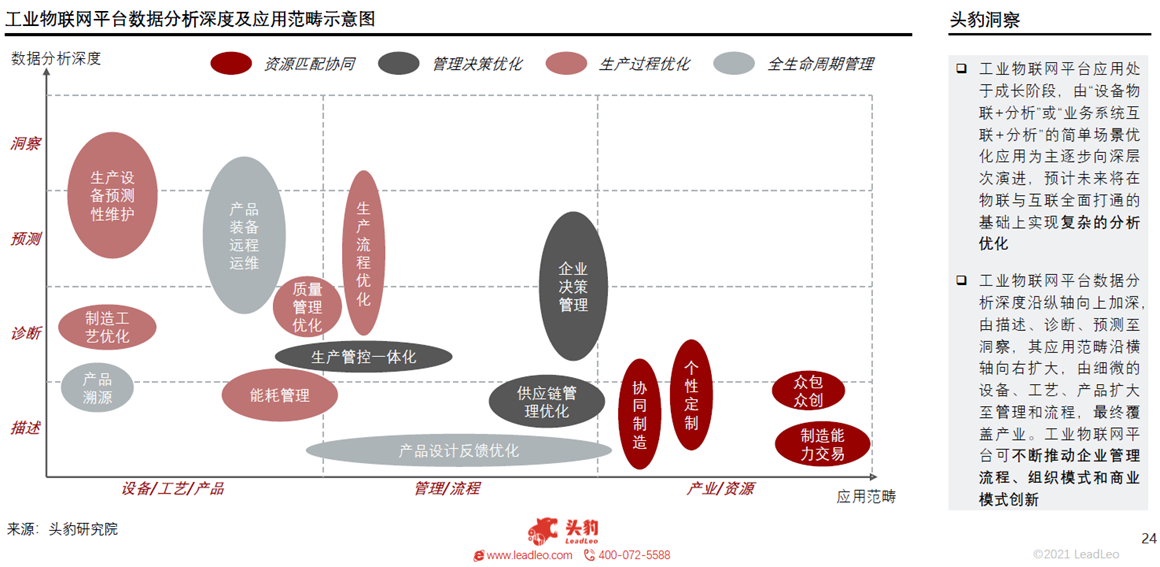 工业物联网平台数据分析深度及应用范畴示意图
头豹洞察
数据分析深度
资源匹配协同
管理决策优化
生产过程优化
全生命周期管理
洞察
预测
诊断
描述
生产设
备预测
性维护
产品
装备
远程
运维
生
产
流
程
优
化
质量
管理
优化
制造工
艺优化
产品
溯源
生产管控一体化
能耗管理
企业
决策
管理
供应链管
理优化
产品设计反馈优化
协
同
制
造
个
性
定
制
众包
众创
制造能
力交易
设备/工艺/产品
管理/流程
产业/资源
应用范畴
工业物联网平台应用处
于成长阶段，由“设备物
联+分析”或“业务系统互
联+分析”的简单场景优
化应用为主逐步向深层
次演进，预计未来将在
物联与互联全面打通的
基础上实现复杂的分析
优化
工业物联网平台数据分
析深度沿纵轴向上加深，
由描述、诊断、预测至
洞察，其应用范畴沿横
轴向右扩大，由细微的
设备、工艺、产品扩大
至管理和流程，最终覆
盖产业。工业物联网平
台可不断推动企业管理
流程、组织模式和商业
模式创新
来源：头豹研究院
头豹
LeadLeo
www.leadleo.com 400-072-5588
24
©2021 LeadLeo